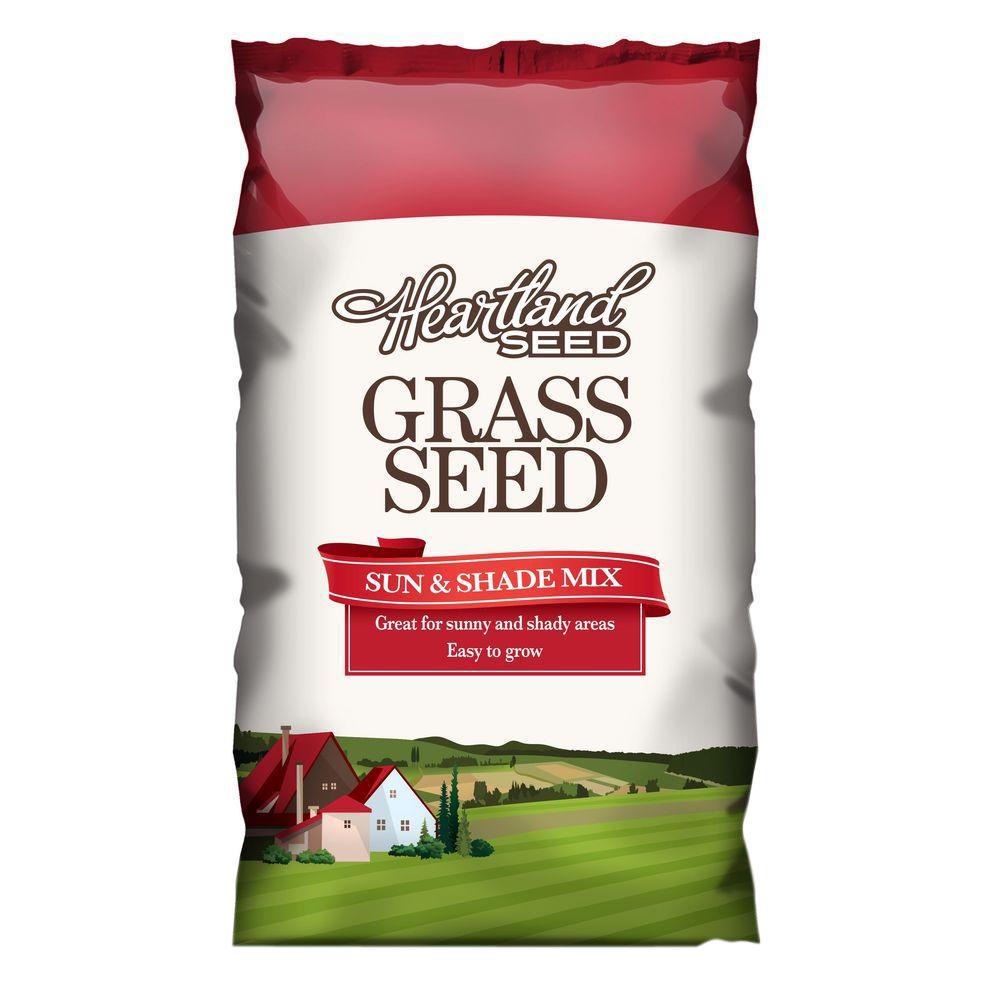 Heartland
SEED
GRASS
SEED
SUN & SHADE MIX
Great for sunny and shady areas
Easy to grow